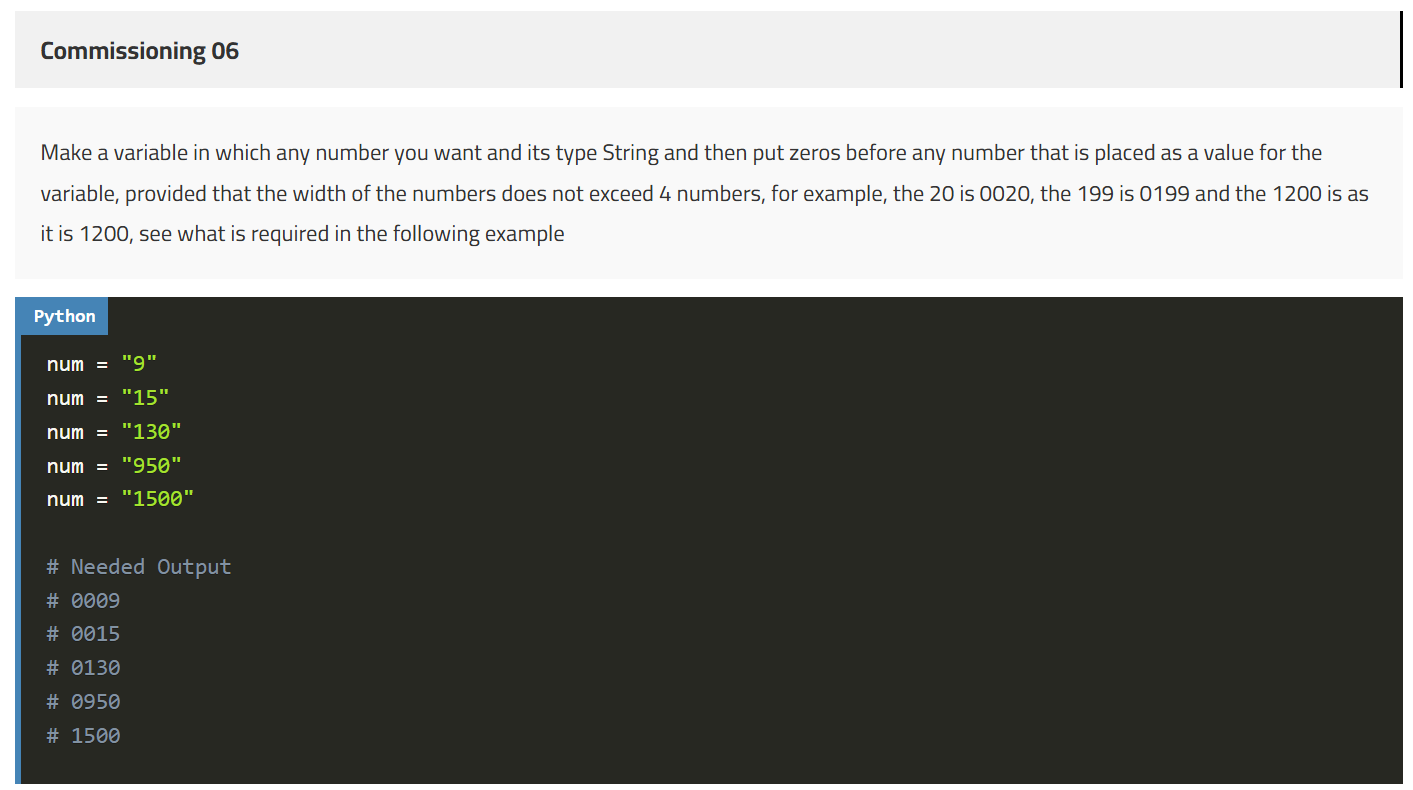 Commissioning 06
Make a variable in which any number you want and its type String and then put zeros before any number that is placed as a value for the
variable, provided that the width of the numbers does not exceed 4 numbers, for example, the 20 is 0020, the 199 is 0199 and the 1200 is as
it is 1200, see what is required in the following example
Python
num = "9"
num = "15"
num = "130"
num = "950"
num = "1500"
# Needed Output
# 0009
# 0015
# 0130
# 0950
# 1500